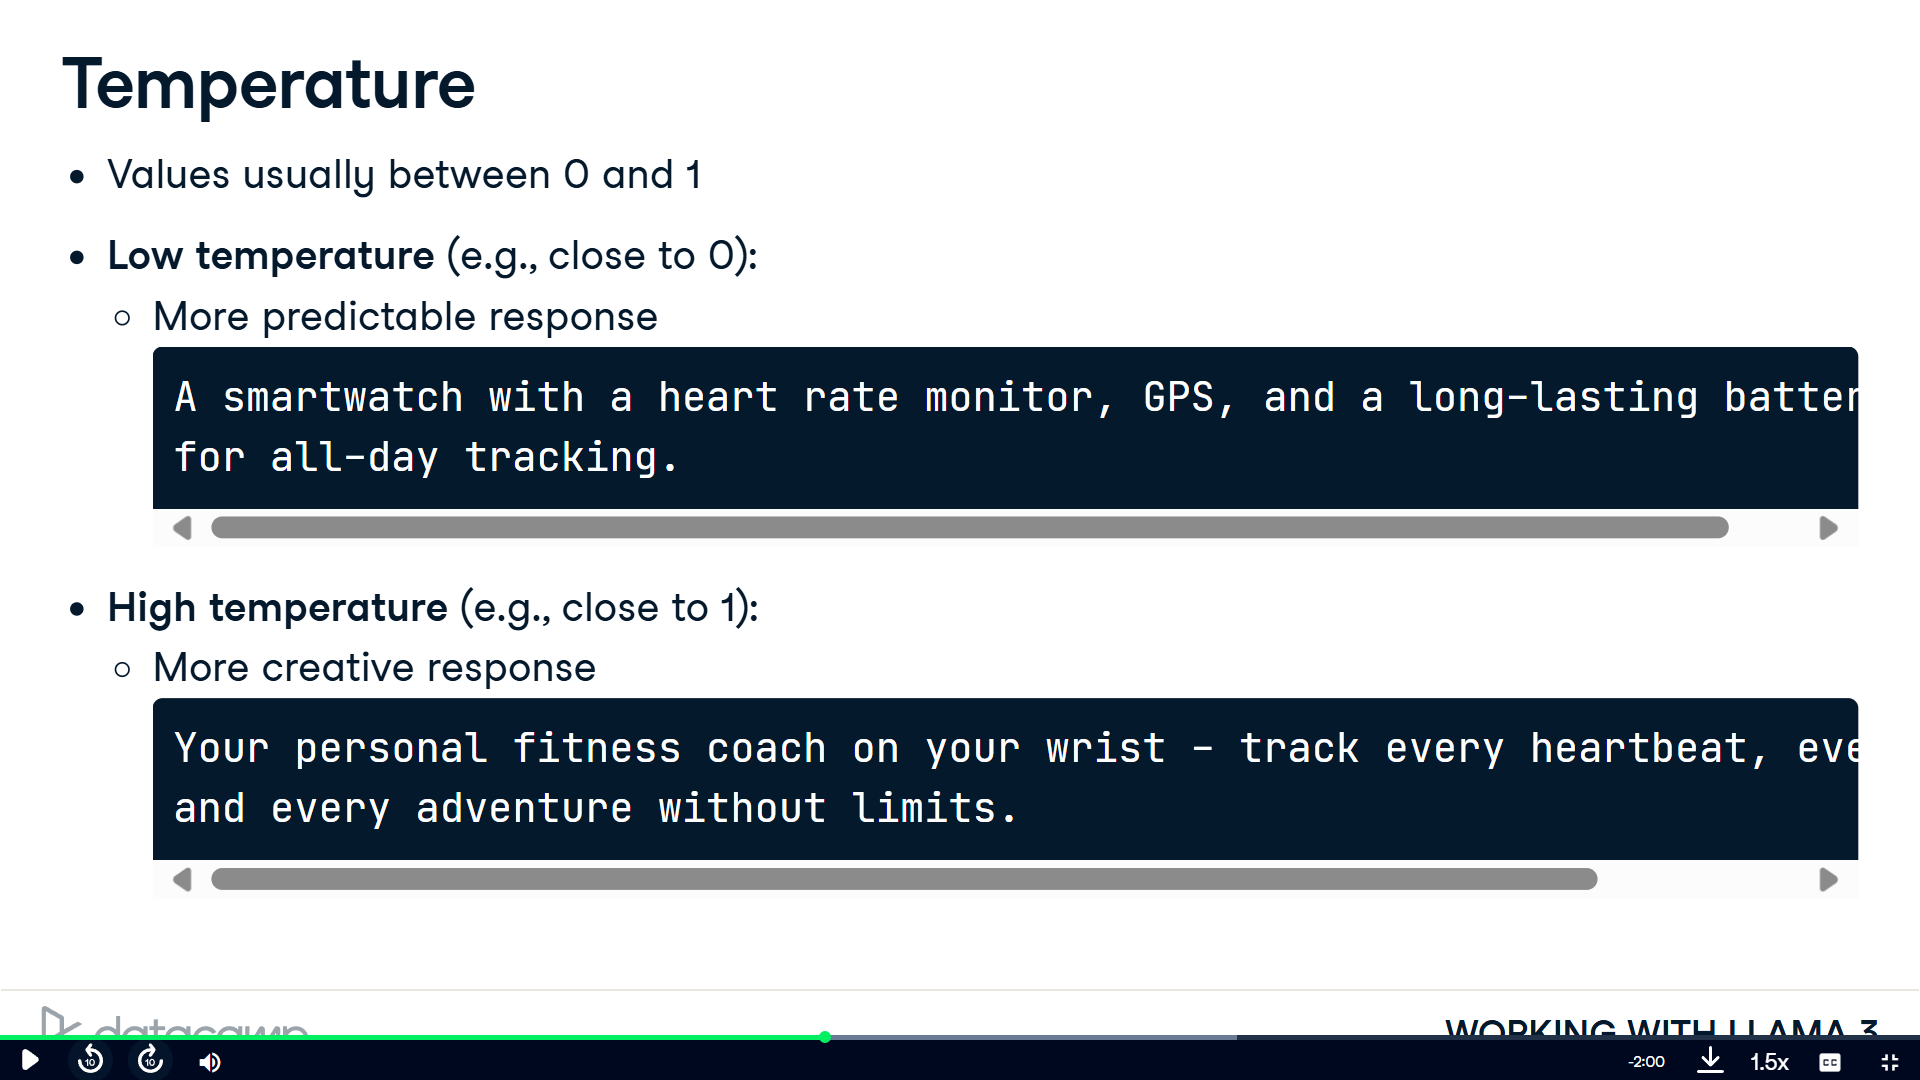 Temperature
• Values usually between 0 and 1
• Low temperature (e.g., close to 0):
○ More predictable response
A smartwatch with a heart rate monitor, GPS, and a long-lasting batter
for all-day tracking.
• High temperature (e.g., close to 1):
○ More creative response
Your personal fitness coach on your wrist - track every heartbeat, eve
and every adventure without limits.
datacamp
WORKING WITH LLAMA 3
10
10
-2:00
1.5x
CC